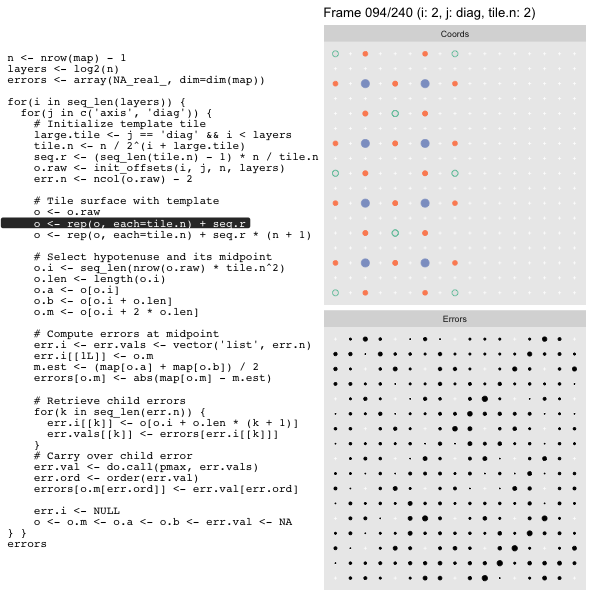 Frame 094/240 (i: 2, j: diag, tile.n: 2)
Coords
n <- nrow(map) - 1
layers <- log2(n)
errors <- array(NA_real_, dim=dim(map))
for(i in seq_len(layers)) {
for(j in c('axis', 'diag')) {
# Initialize template tile
large.tile <- j == 'diag' && i < layers
tile.n <- n / 2^(i + large.tile)
seq.r <- (seq_len(tile.n) - 1) * n / tile.n
o.raw <- init_offsets(i, j, n, layers)
err.n <- ncol(o.raw) - 2
# Tile surface with template
o <- o.raw
o <- rep(o, each=tile.n) + seq.r
o <- rep(o, each=tile.n) + seq.r * (n + 1)
# Select hypotenuse and its midpoint
o.i <- seq_len(nrow(o.raw) * tile.n^2)
o.len <- length(o.i)
o.a <- o[o.i]
o.b <- o[o.i + o.len]
o.m <- o[o.i + 2 * o.len]
# Compute errors at midpoint
err.i <- err.vals <- vector('list', err.n)
err.i[[1L]] <- o.m
m.est <- (map[o.a] + map[o.b]) / 2
errors[o.m] <- abs(map[o.m] - m.est)
# Retrieve child errors
for(k in seq_len(err.n)) {
err.i[[k]] <- o[o.i + o.len * (k + 1)]
err.vals[[k]] <- errors[err.i[[k]]]
}
# Carry over child error
err.val <- do.call(pmax, err.vals)
err.ord <- order(err.val)
errors[o.m[err.ord]] <- err.val[err.ord]
err.i <- NULL
o <- o.m <- o.a <- o.b <- err.val <- NA
} }
errors
Errors